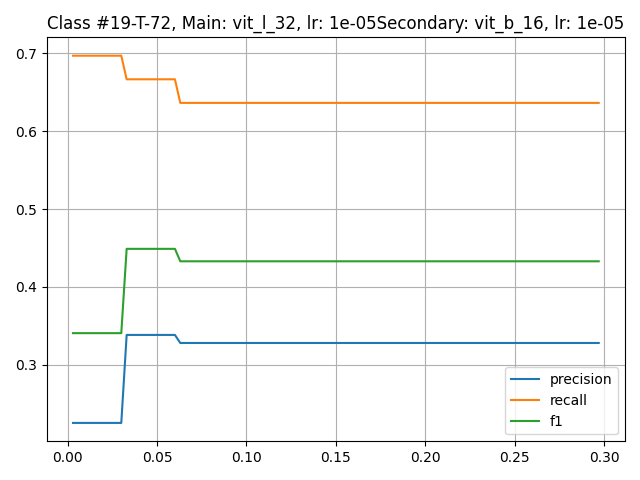 Class #19-T-72, Main: vit_l_32, lr: 1e-05Secondary: vit_b_16, lr: 1e-05
0.7
0.6
0.5
0.4
0.3
precision
recall
f1
0.00 0.05 0.10 0.15 0.20 0.25 0.30